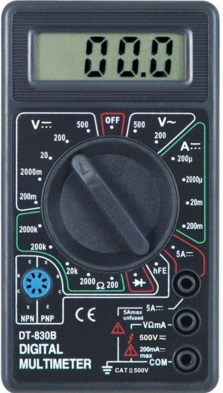 00.0
OFF
V⎓
500
500
V~
200
200
A⎓
20
200µ
2000m
2000µ
200m
20m
2000k
200m
200k
5A⎓
20k
2000 Ω 200
hFE
E E
B B
C C
E E
NPN PNP
CE
5Amax
unfused
5A⎓
VΩmA
500V⎓
200mA⎓
max
COM
DT-830B
DIGITAL
MULTIMETER
CAT II 500V